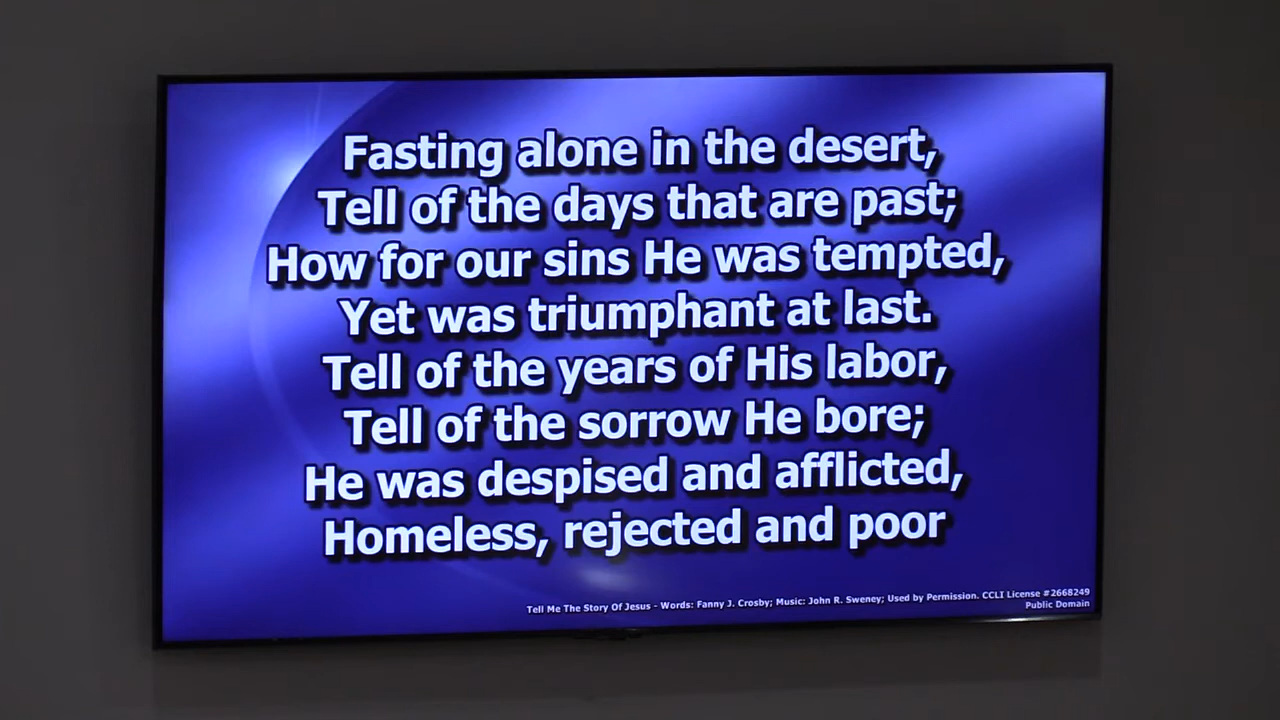 Fasting alone in the desert,
Tell of the days that are past;
How for our sins He was tempted,
Yet was triumphant at last.
Tell of the years of His labor,
Tell of the sorrow He bore;
He was despised and afflicted,
Homeless, rejected and poor
Tell Me The Story Of Jesus - Words: Fanny J. Crosby; Music: John R. Sweney; Used by Permission. CCLI License #2668249
Public Domain